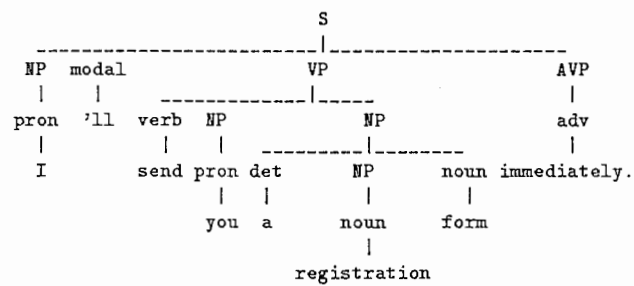 S
NP modal VP AVP
pron 'll verb NP NP adv
I send pron det NP noun immediately.
you a noun form
registration